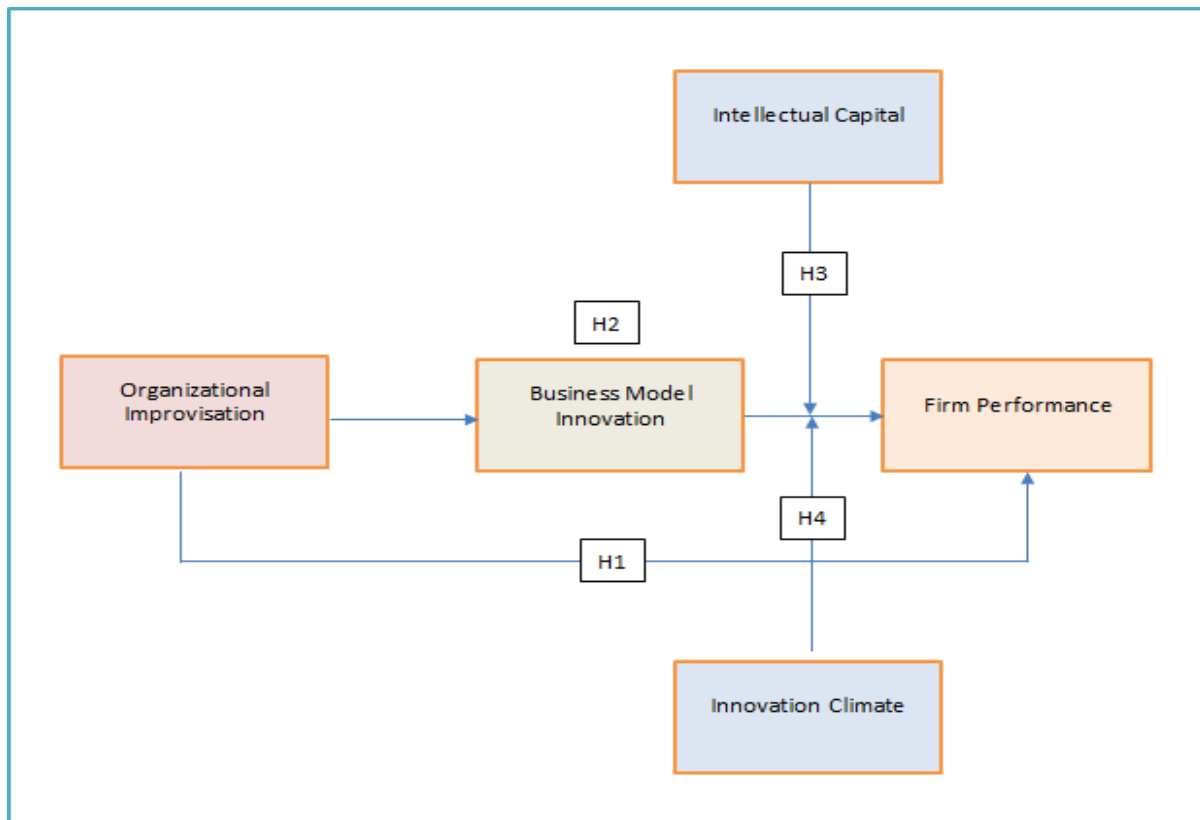 Intellectual Capital
H3
H2
Organizational
Improvisation
Business Model
Innovation
Firm Performance
H4
H1
Innovation Climate